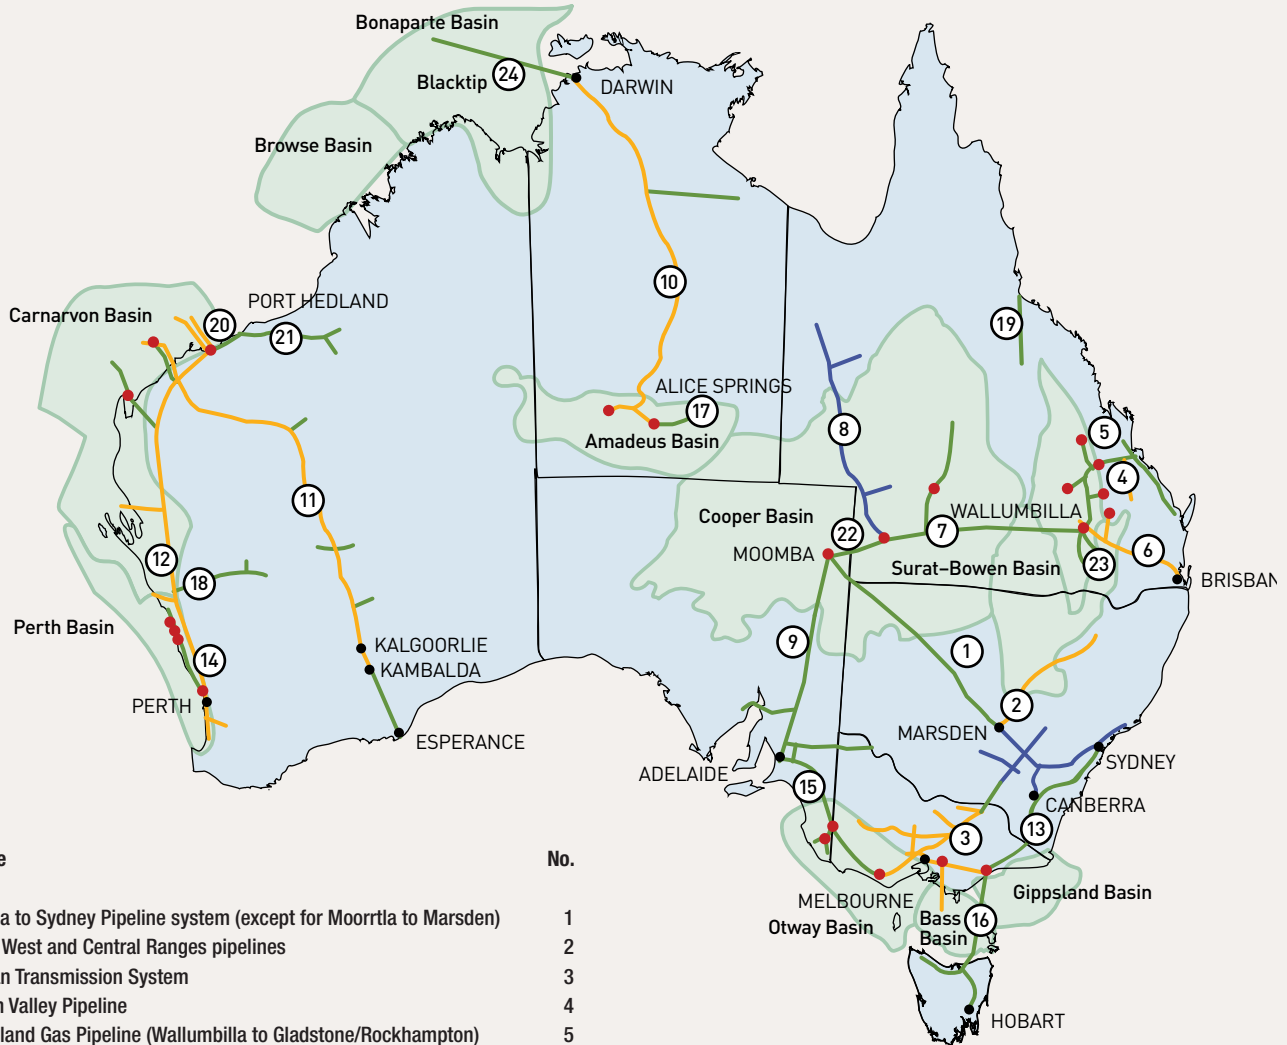 Bonaparte Basin
Blacktip
24
DARWIN
Browse Basin
10
PORT HEDLAND
Carnarvon Basin
20
21
19
ALICE SPRINGS
17
Amadeus Basin
8
5
4
11
Cooper Basin
WALLUMBILLA
22
7
MOOMBA
6
12
Surat–Bowen Basin
23
18
BRISBAN
Perth Basin
9
KALGOORLIE
1
14
KAMBALDA
PERTH
2
MARSDEN
ESPERANCE
SYDNEY
ADELAIDE
15
CANBERRA
3
13
e
No.
MELBOURNE
Gippsland Basin
Otway Basin
Bass
Basin
16
a to Sydney Pipeline system (except for Moorrtla to Marsden) 1
West and Central Ranges pipelines 2
n Transmission System 3
n Valley Pipeline 4
land Gas Pipeline (Wallumbilla to Gladstone/Rockhampton) 5
HOBART